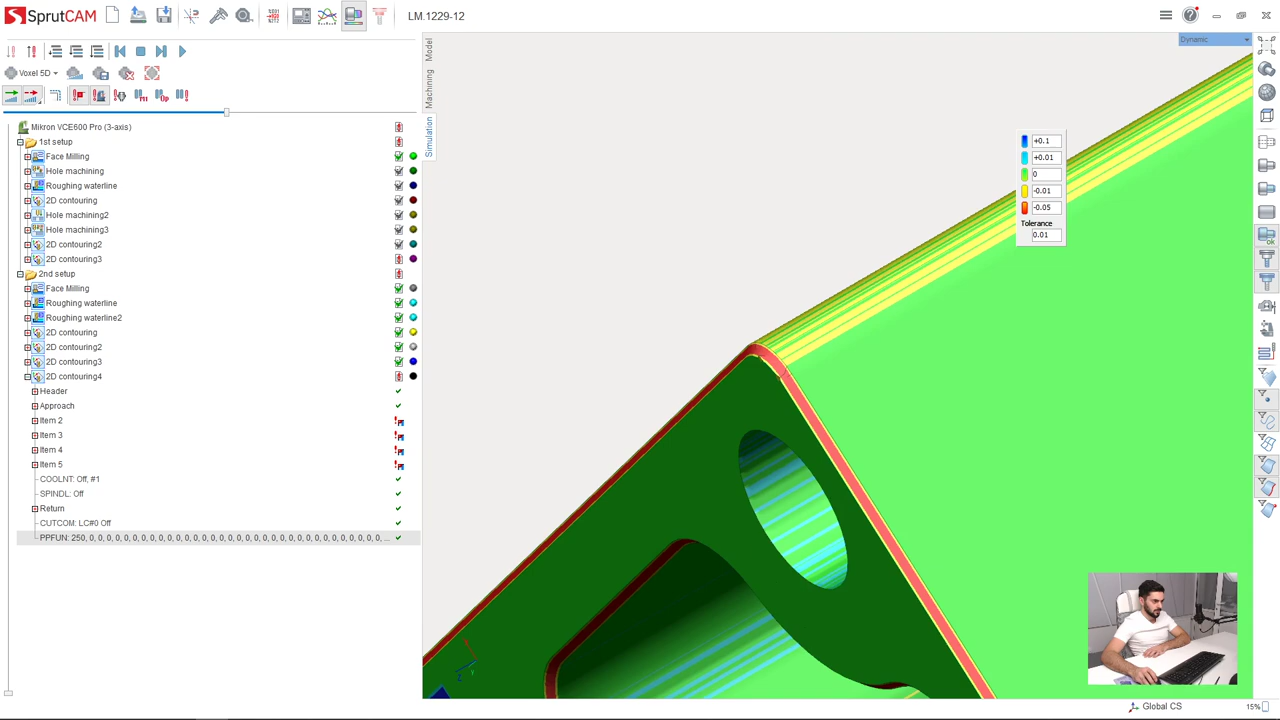 SprutCAM
LM.1229-12
Voxel 5D
Dynamic
Model
Machining
Simulation
Mikron VCE600 Pro (3-axis)
1st setup
Face Milling
Hole machining
Roughing waterline
2D contouring
Hole machining2
Hole machining3
2D contouring2
2D contouring3
2nd setup
Face Milling
Roughing waterline
Roughing waterline2
2D contouring
2D contouring2
2D contouring3
2D contouring4
Header
Approach
Item 2
Item 3
Item 4
Item 5
COOLNT: Off, #1
SPINDL: Off
Return
CUTCOM: LC#0 Off
PPFUN: 250, 0, 0, 0, 0, 0, 0, 0, 0, 0, 0, 0, 0, 0, 0, 0, 0, 0, 0, 0, 0, 0, 0, 0, 0, 0, 0, 0, 0, 0, 0, 0, 0, 0, ...
+0.1
+0.01
0
-0.01
-0.05
Tolerance
0.01
Global CS
15%